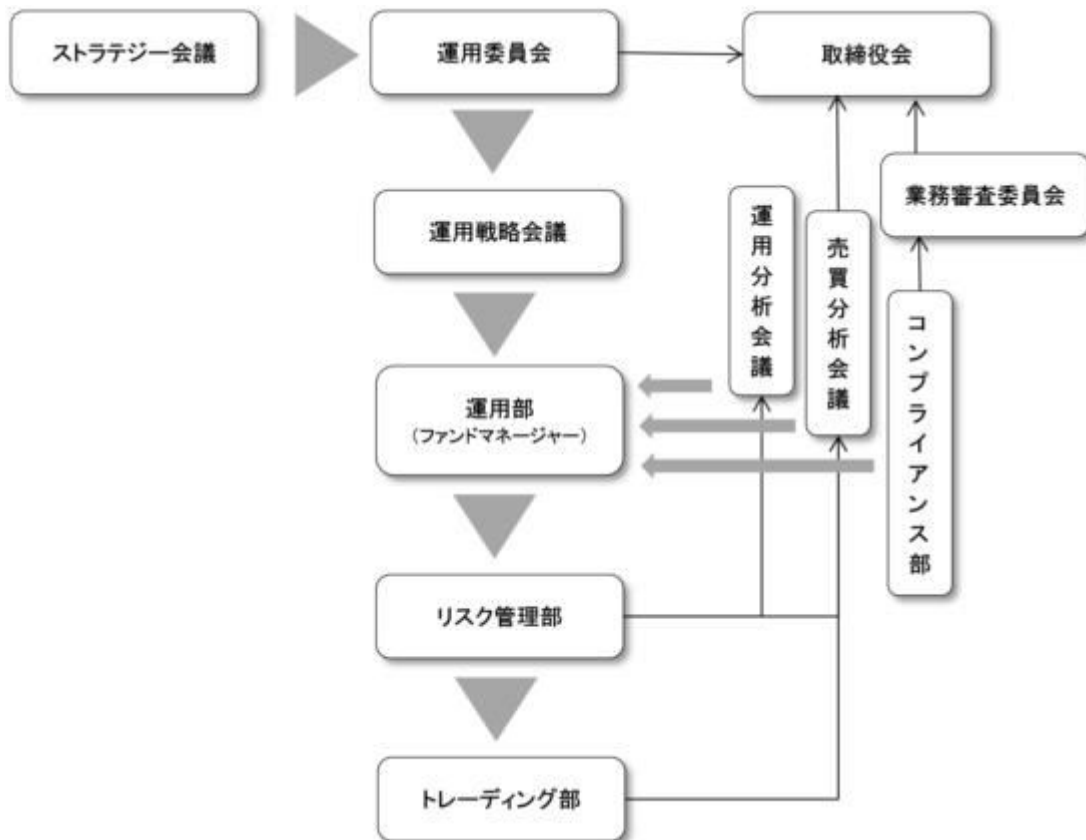 ストラテジー会議
運用委員会
取締役会
業務審査委員会
運用戦略会議
運用分析会議
売買分析会議
コンプライアンス部
運用部
(ファンドマネージャー)
リスク管理部
トレーディング部